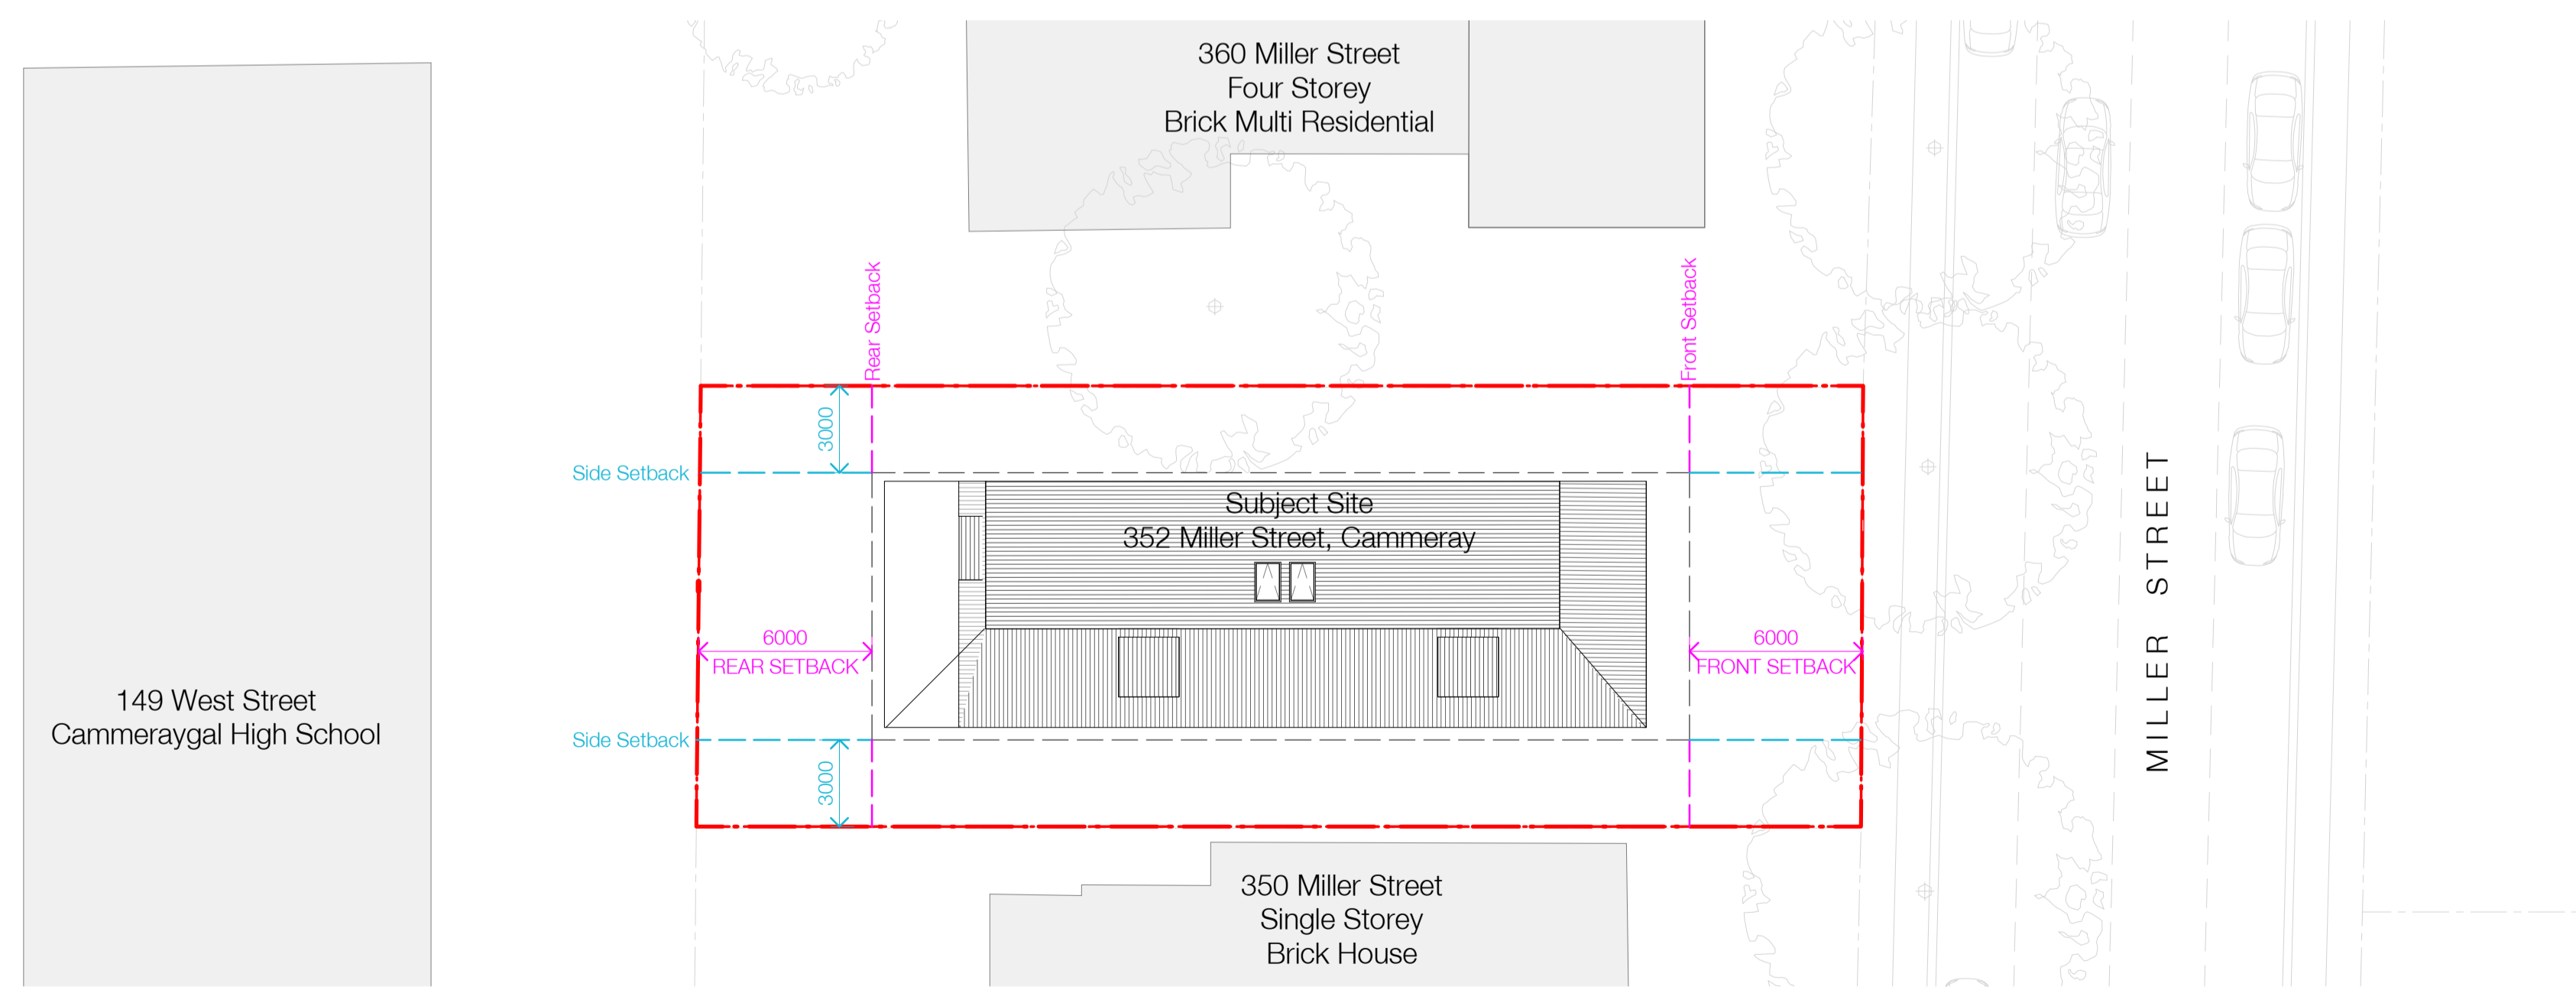 360 Miller Street
Four Storey
Brick Multi Residential
Rear Setback
Front Setback
3000
Side Setback
Subject Site
352 Miller Street, Cammeray
6000
REAR SETBACK
6000
FRONT SETBACK
MILLER STREET
149 West Street
Cammeraygal High School
Side Setback
3000
350 Miller Street
Single Storey
Brick House